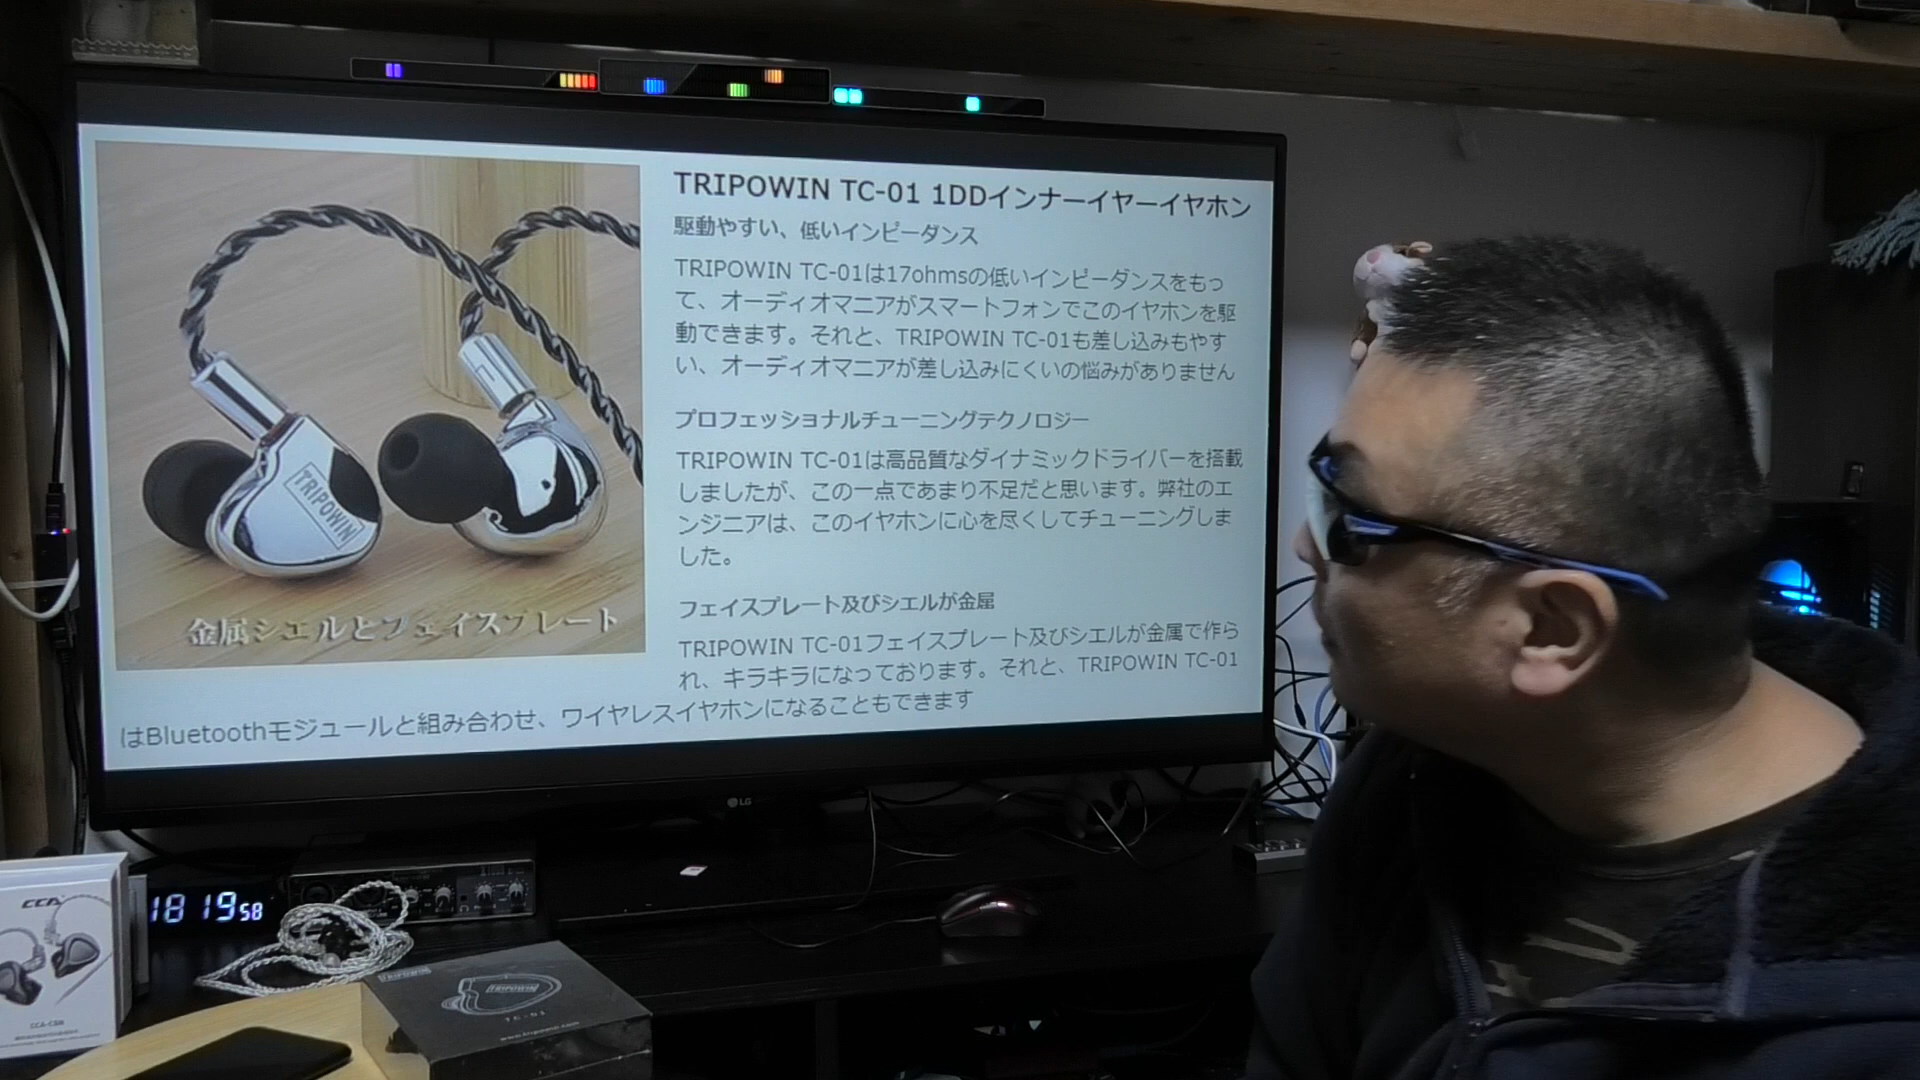 TRIPOWIN TC-01 1DDインナーイヤーイヤホン
駆動やすい、低いインピーダンス
TRIPOWIN TC-01は17ohmsの低いインピーダンスをもっ
て、オーディオマニアがスマートフォンでこのイヤホンを駆
動できます。それと、TRIPOWIN TC-01も差し込みもやす
い、オーディオマニアが差し込みにくいの悩みがありません
プロフェッショナルチューニングテクノロジー
TRIPOWIN TC-01は高品質なダイナミックドライバーを搭載
しましたが、この一点であまり不足だと思います。弊社のエ
ンジニアは、このイヤホンに心を尽くしてチューニングしま
した。
フェイスプレート及びシエルが金属
TRIPOWIN TC-01フェイスプレート及びシエルが金属で作ら
れ、キラキラになっております。それと、TRIPOWIN TC-01
はBluetoothモジュールと組み合わせ、ワイヤレスイヤホンになることもできます
TRIPOWIN
金属シエルとフェイスプレート
LG
CCA
18 19 58
TRIPOWIN
TRIPOWIN
TC-01
www.tripowin.com